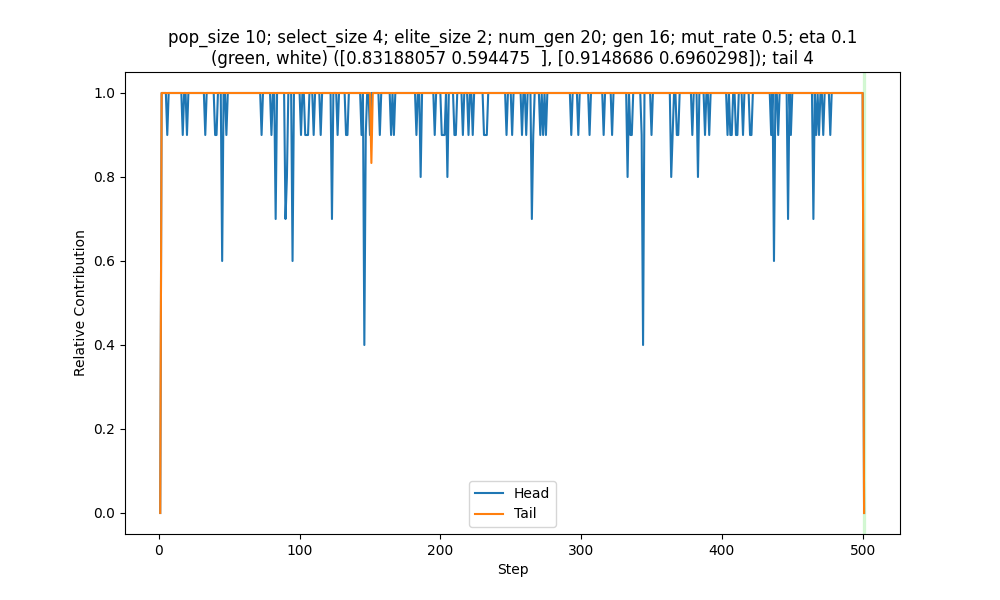 pop_size 10; select_size 4; elite_size 2; num_gen 20; gen 16; mut_rate 0.5; eta 0.1
(green, white) ([0.83188057 0.594475  ], [0.9148686 0.6960298]); tail 4
1.0
0.8
0.6
0.4
0.2
0.0
Relative Contribution
Head
Tail
0 100 200 300 400 500
Step